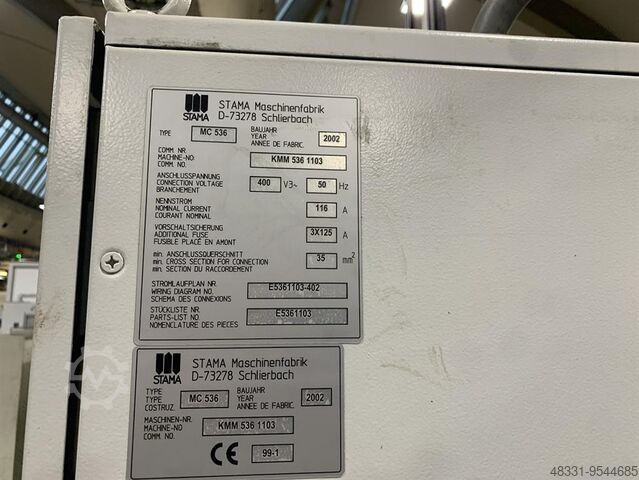 STAMA Maschinenfabrik
D-73278 Schlierbach
STAMA
TYPE MC 536 BAUJAHR YEAR ANNEE DE FABRIC. 2002
COMM. NR.
MACHINE-NO KMM 536 1103
COMM. NO.
ANSCHLUSSPANNUNG
CONNECTION VOLTAGE 400 V3~ 50 Hz
BRANCHEMENT
NENNSTROM
NOMINAL CURRENT 116 A
COURANT NOMINAL
VORSCHALTSICHERUNG
ADDITIONAL FUSE 3X125 A
FUSIBLE PLACÉ EN AMONT
min. ANSCHLUSSQUERSCHNITT
min. CROSS SECTION FOR CONNECTION 35 mm²
min. SECTION DU RACCORDEMENT
STROMLAUFPLAN NR.
WIRING DIAGRAM NO. E5361103-402
SCHEMA DES CONNEXIONS
STÜCKLISTE NR.
PARTS-LIST NO. E5361103
NOMENCLATURE DES PIECES
STAMA Maschinenfabrik
D-73278 Schlierbach
STAMA
TYPE BAUJAHR
TYPE MC 536 YEAR 2002
COSTRUZ. ANNEE DE FABRIC.
MASCHINEN-NR.
MACHINE-NO KMM 536 1103
COMM. NO.
CE 99-1
48331-9544685